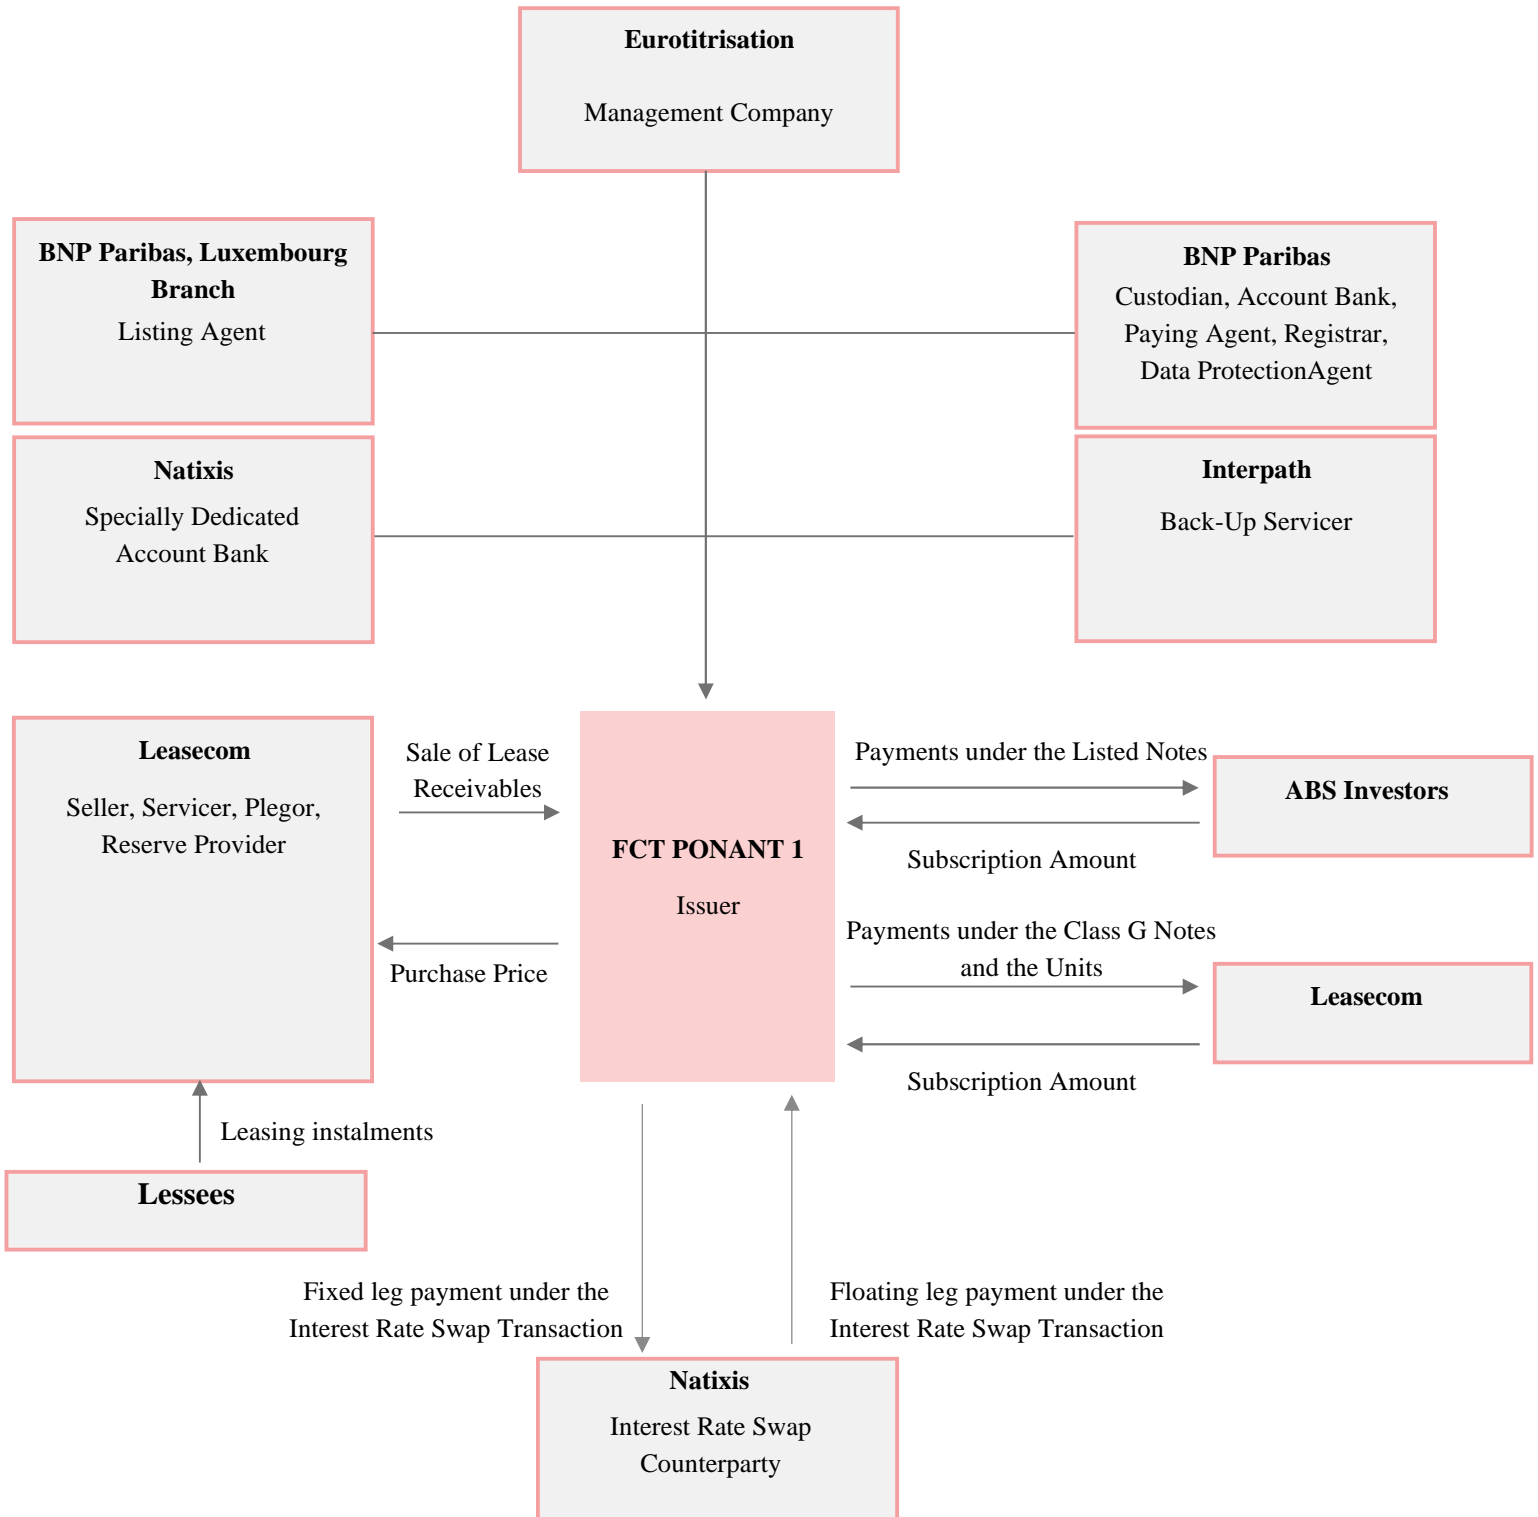 Eurotitrisation
Management Company
BNP Paribas, Luxembourg
Branch
Listing Agent
BNP Paribas
Custodian, Account Bank,
Paying Agent, Registrar,
Data ProtectionAgent
Natixis
Specially Dedicated
Account Bank
Interpath
Back-Up Servicer
Leasecom
Seller, Servicer, Plegor,
Reserve Provider
Sale of Lease
Receivables
Purchase Price
FCT PONANT 1
Issuer
Payments under the Listed Notes
Subscription Amount
ABS Investors
Payments under the Class G Notes
and the Units
Subscription Amount
Leasecom
Leasing instalments
Lessees
Fixed leg payment under the
Interest Rate Swap Transaction
Floating leg payment under the
Interest Rate Swap Transaction
Natixis
Interest Rate Swap
Counterparty